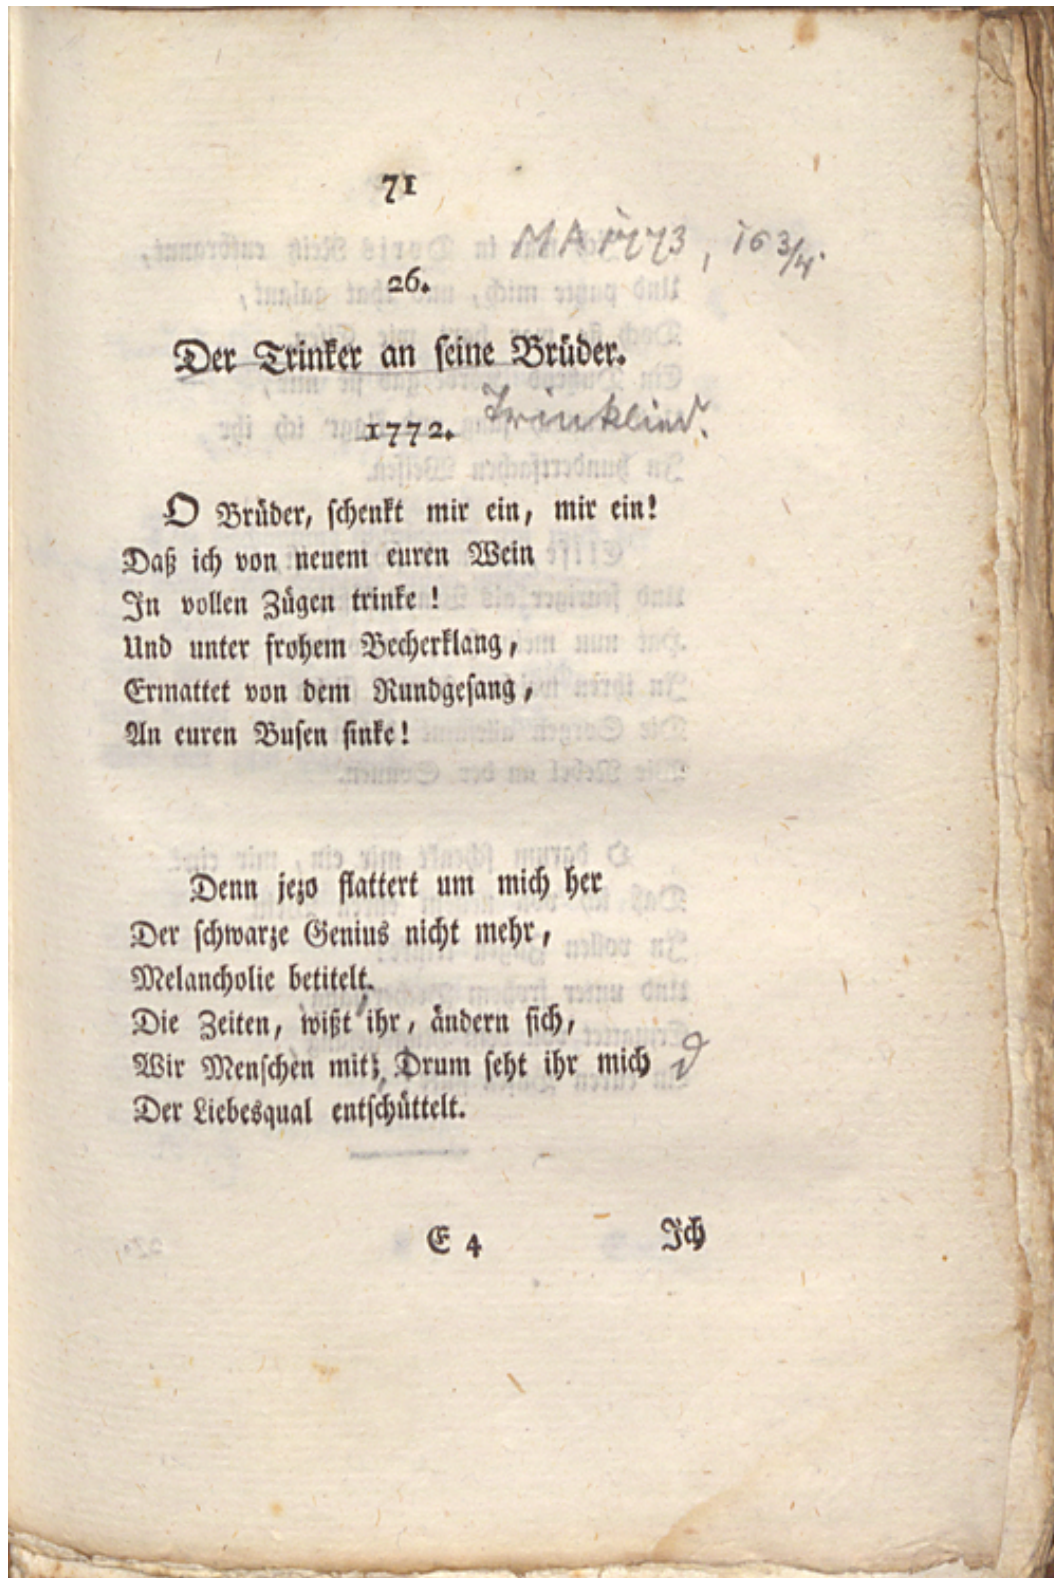 71
MA 1773, 163/4.
26.
Der Trinker an seine Brüder.
Trinklied.
1772.
O Brüder, schenkt mir ein, mir ein!
Daß ich von neuem euren Wein
In vollen Zügen trinke!
Und unter frohem Becherklang,
Ermattet von dem Rundgesang,
An euren Busen sinke!
Denn jezo flattert um mich her
Der schwarze Genius nicht mehr,
Melancholie betitelt.
Die Zeiten, wißt ihr, ändern sich,
Wir Menschen mit; Drum seht ihr mich d
Der Liebesqual entschüttelt.
E 4 Ich